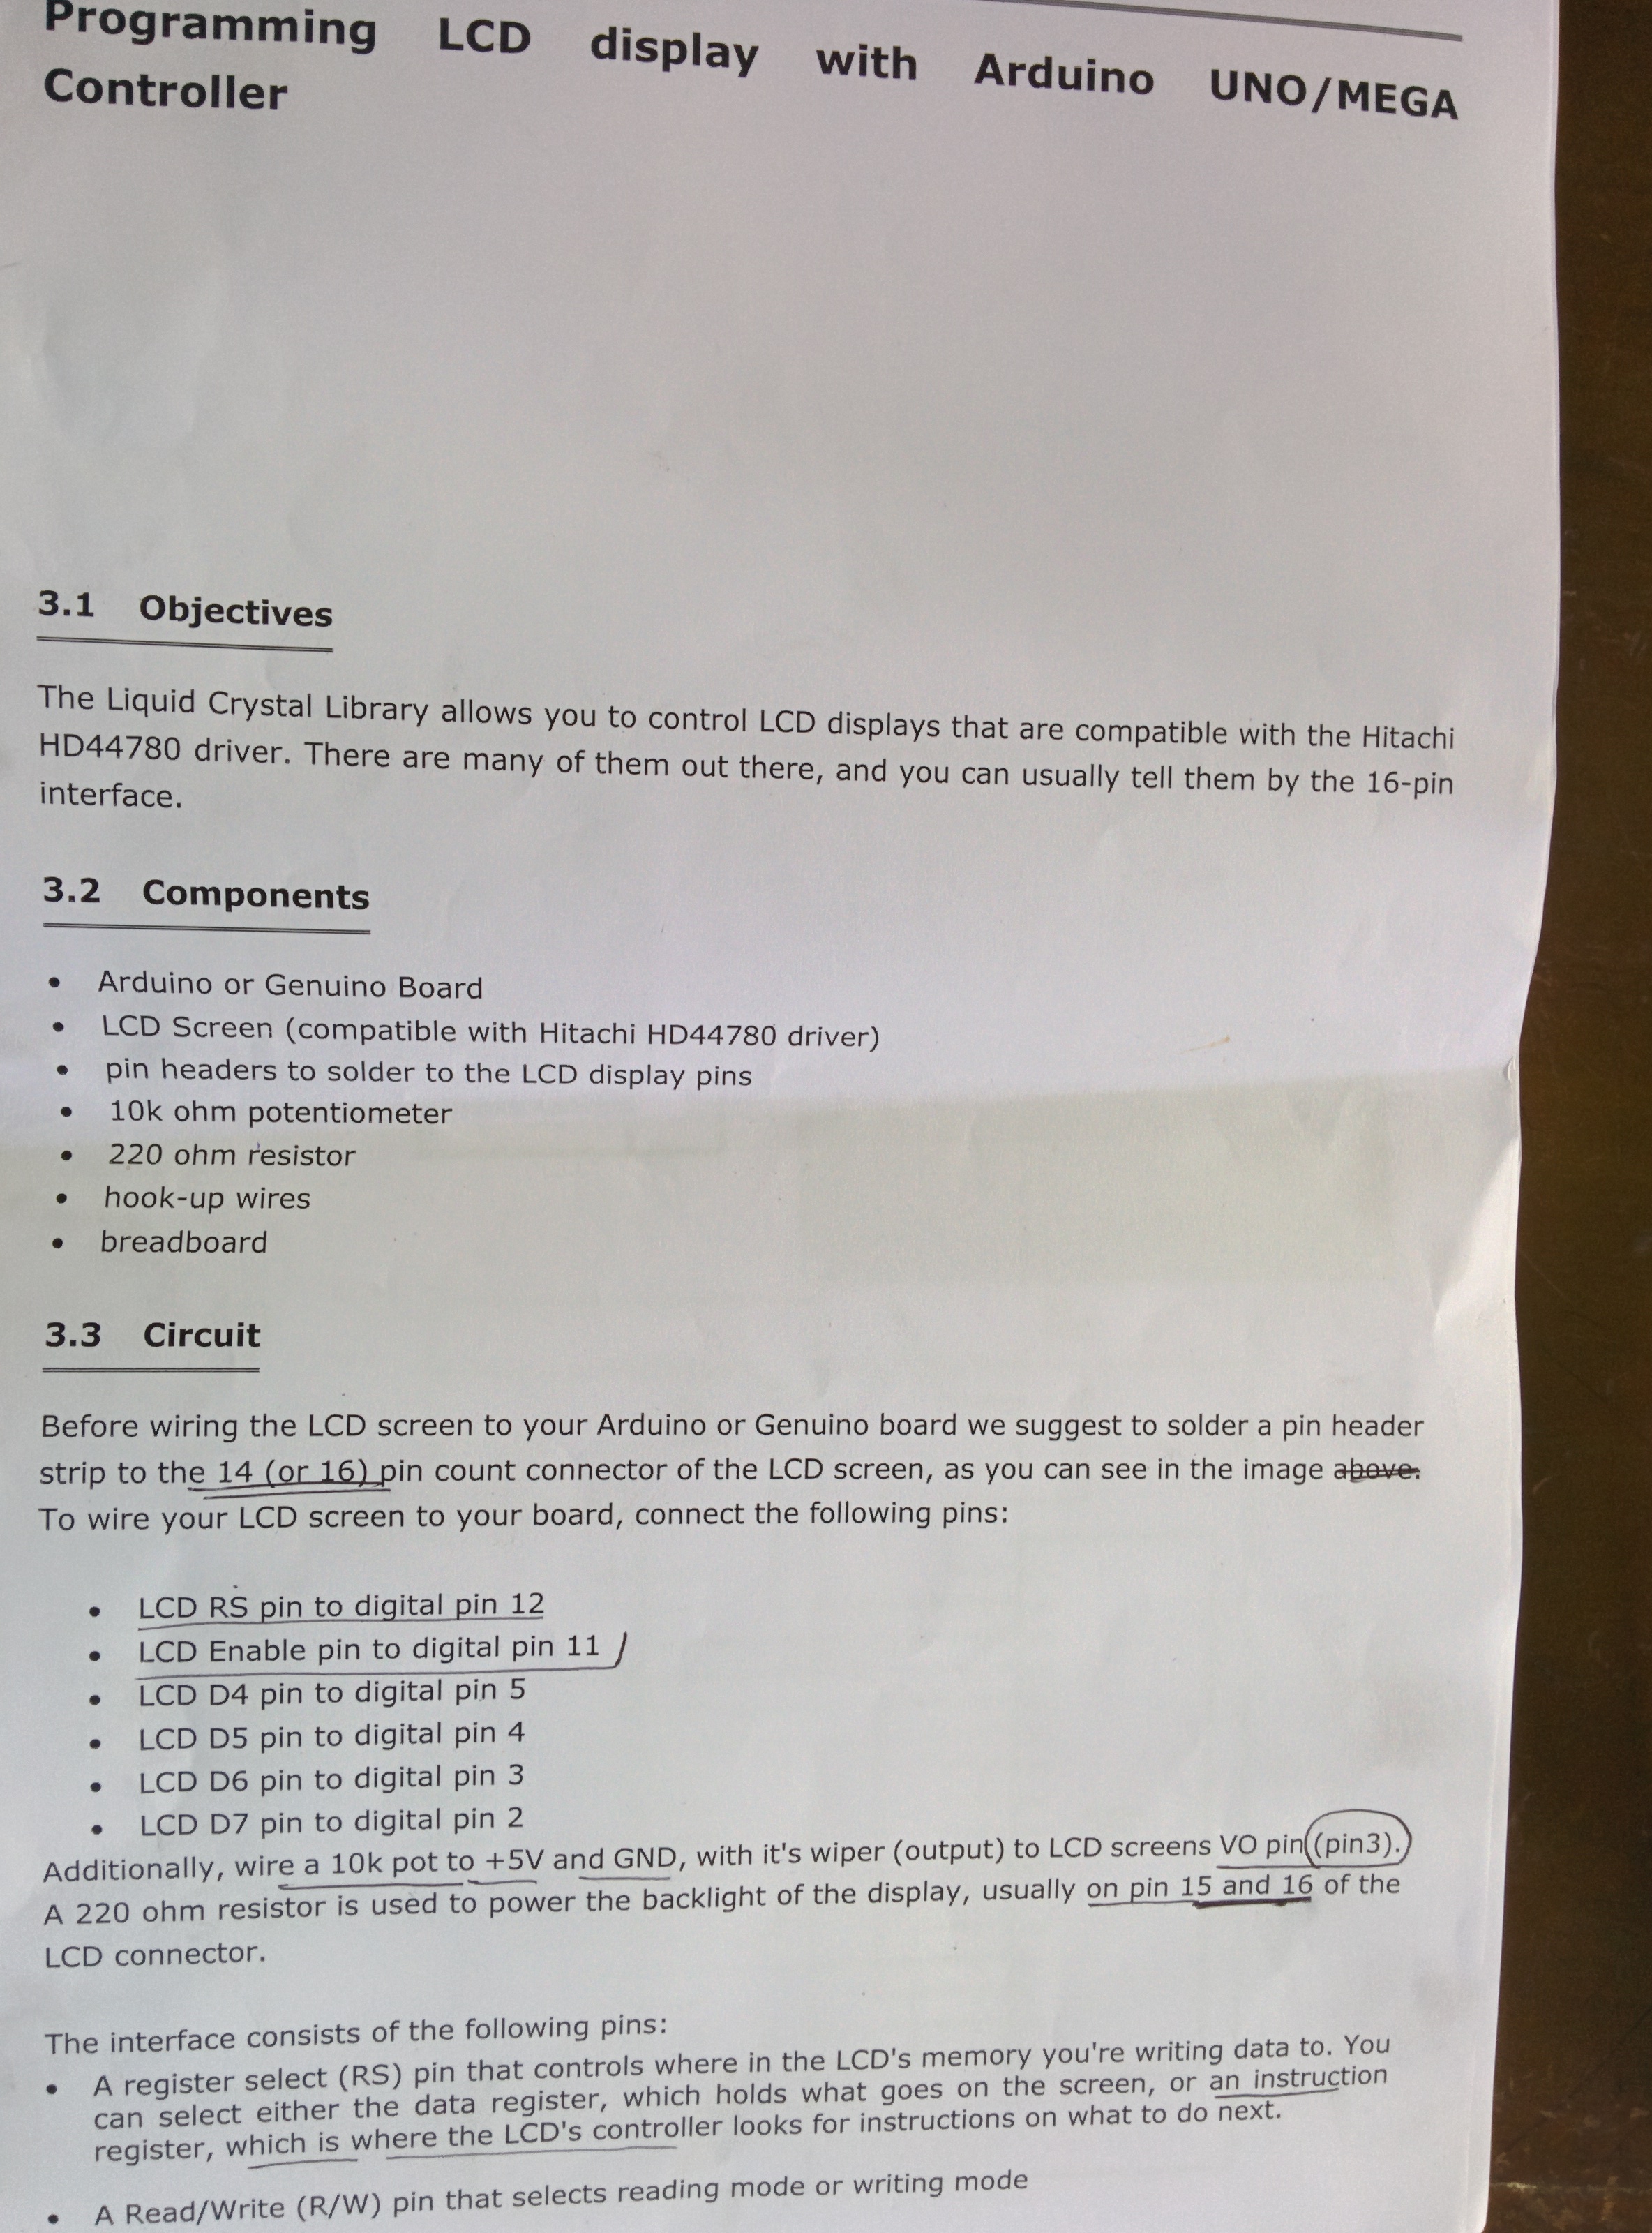 Programming LCD display with Arduino UNO/MEGA
Controller
3.1 Objectives
The Liquid Crystal Library allows you to control LCD displays that are compatible with the Hitachi
HD44780 driver. There are many of them out there, and you can usually tell them by the 16-pin
interface.
3.2 Components
• Arduino or Genuino Board
• LCD Screen (compatible with Hitachi HD44780 driver)
• pin headers to solder to the LCD display pins
• 10k ohm potentiometer
• 220 ohm resistor
• hook-up wires
• breadboard
3.3 Circuit
Before wiring the LCD screen to your Arduino or Genuino board we suggest to solder a pin header
strip to the 14 (or 16) pin count connector of the LCD screen, as you can see in the image above.
To wire your LCD screen to your board, connect the following pins:
• LCD RS pin to digital pin 12
• LCD Enable pin to digital pin 11
• LCD D4 pin to digital pin 5
• LCD D5 pin to digital pin 4
• LCD D6 pin to digital pin 3
• LCD D7 pin to digital pin 2
Additionally, wire a 10k pot to +5V and GND, with it's wiper (output) to LCD screens VO pin (pin3).
A 220 ohm resistor is used to power the backlight of the display, usually on pin 15 and 16 of the
LCD connector.
The interface consists of the following pins:
• A register select (RS) pin that controls where in the LCD's memory you're writing data to. You
can select either the data register, which holds what goes on the screen, or an instruction
register, which is where the LCD's controller looks for instructions on what to do next.
• A Read/Write (R/W) pin that selects reading mode or writing mode